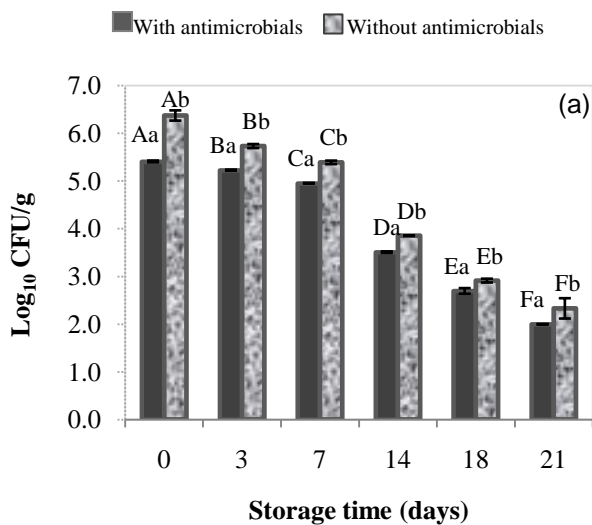 With antimicrobials Without antimicrobials
(a)
7.0
6.0
5.0
4.0
3.0
2.0
1.0
0.0
Log₁₀ CFU/g
Aa Ab
Ba Bb
Ca Cb
Da Db
Ea Eb
Fa Fb
0 3 7 14 18 21
Storage time (days)